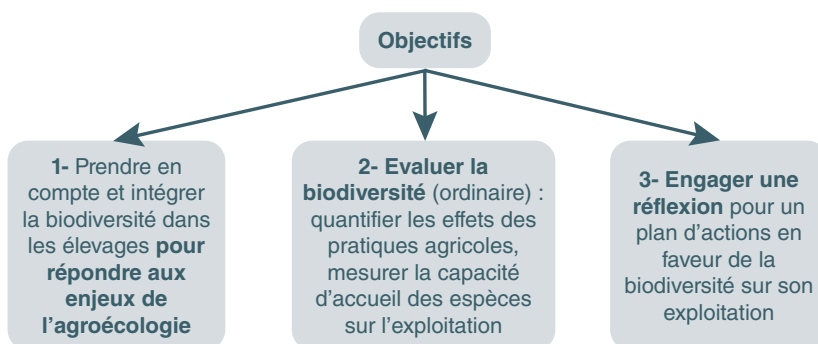 Objectifs
1- Prendre en
compte et intégrer
la biodiversité dans
les élevages pour
répondre aux
enjeux de
l'agroécologie
2- Evaluer la
biodiversité (ordinaire) :
quantifier les effets des
pratiques agricoles,
mesurer la capacité
d'accueil des espèces
sur l'exploitation
3- Engager une
réflexion pour un
plan d'actions en
faveur de la
biodiversité sur son
exploitation